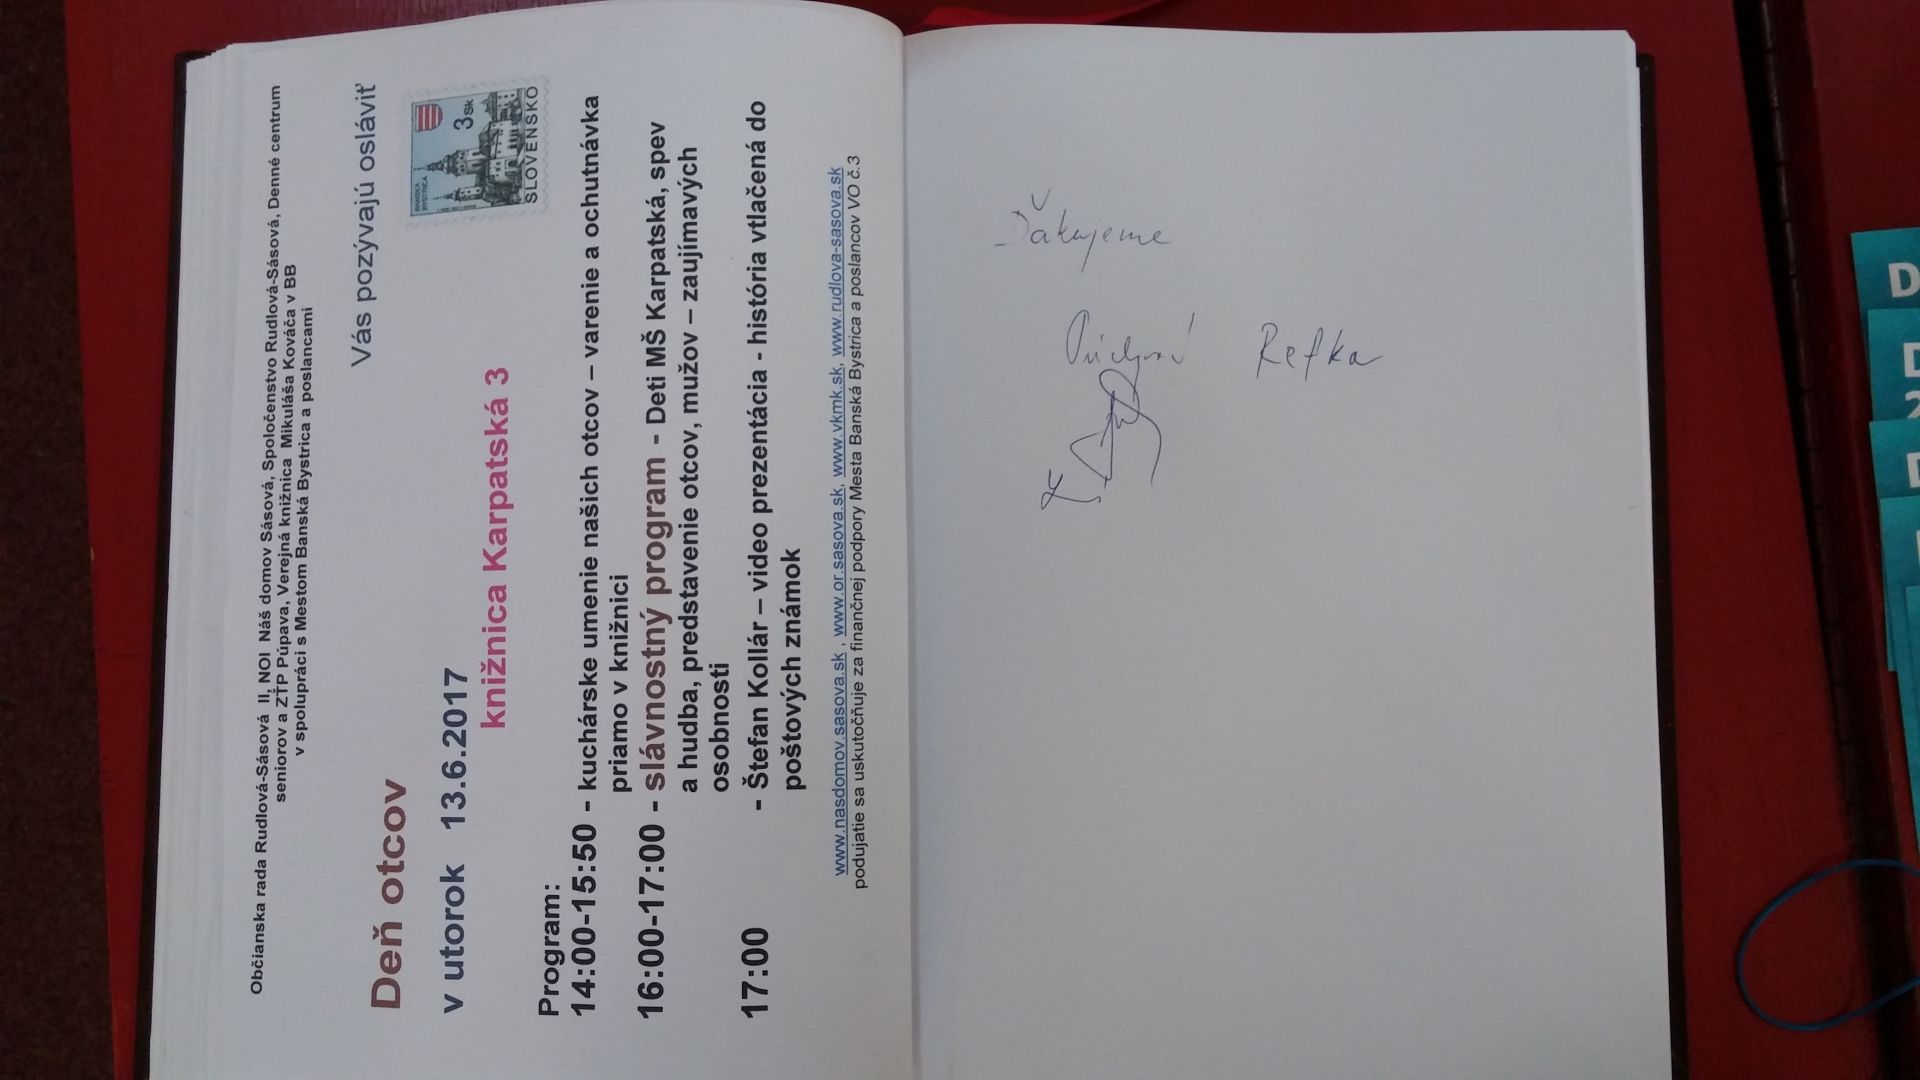 Občianska rada Rudlová-Sásová II, NOI Náš domov Sásová, Spoločenstvo Rudlová-Sásová, Denné centrum
seniorov a ZŤP Púpava, Verejná knižnica Mikuláša Kováča v BB
v spolupráci s Mestom Banská Bystrica a poslancami
Vás pozývajú osláviť
BANSKÁ
BYSTRICA
3 Sk
SLOVENSKO
Deň otcov
v utorok 13.6.2017
knižnica Karpatská 3
Program:
14:00-15:50 - kuchárske umenie našich otcov – varenie a ochutnávka
priamo v knižnici
16:00-17:00 - slávnostný program - Deti MŠ Karpatská, spev
a hudba, predstavenie otcov, mužov – zaujímavých
osobnosti
17:00 - Štefan Kollár – video prezentácia - história vtlačená do
poštových známok
www.nasdomov.sasova.sk , www.or.sasova.sk, www.vkmk.sk, www.rudlova-sasova.sk
podujatie sa uskutočňuje za finančnej podpory Mesta Banská Bystrica a poslancov VO č.3
Ďakujeme
Refka
D
2